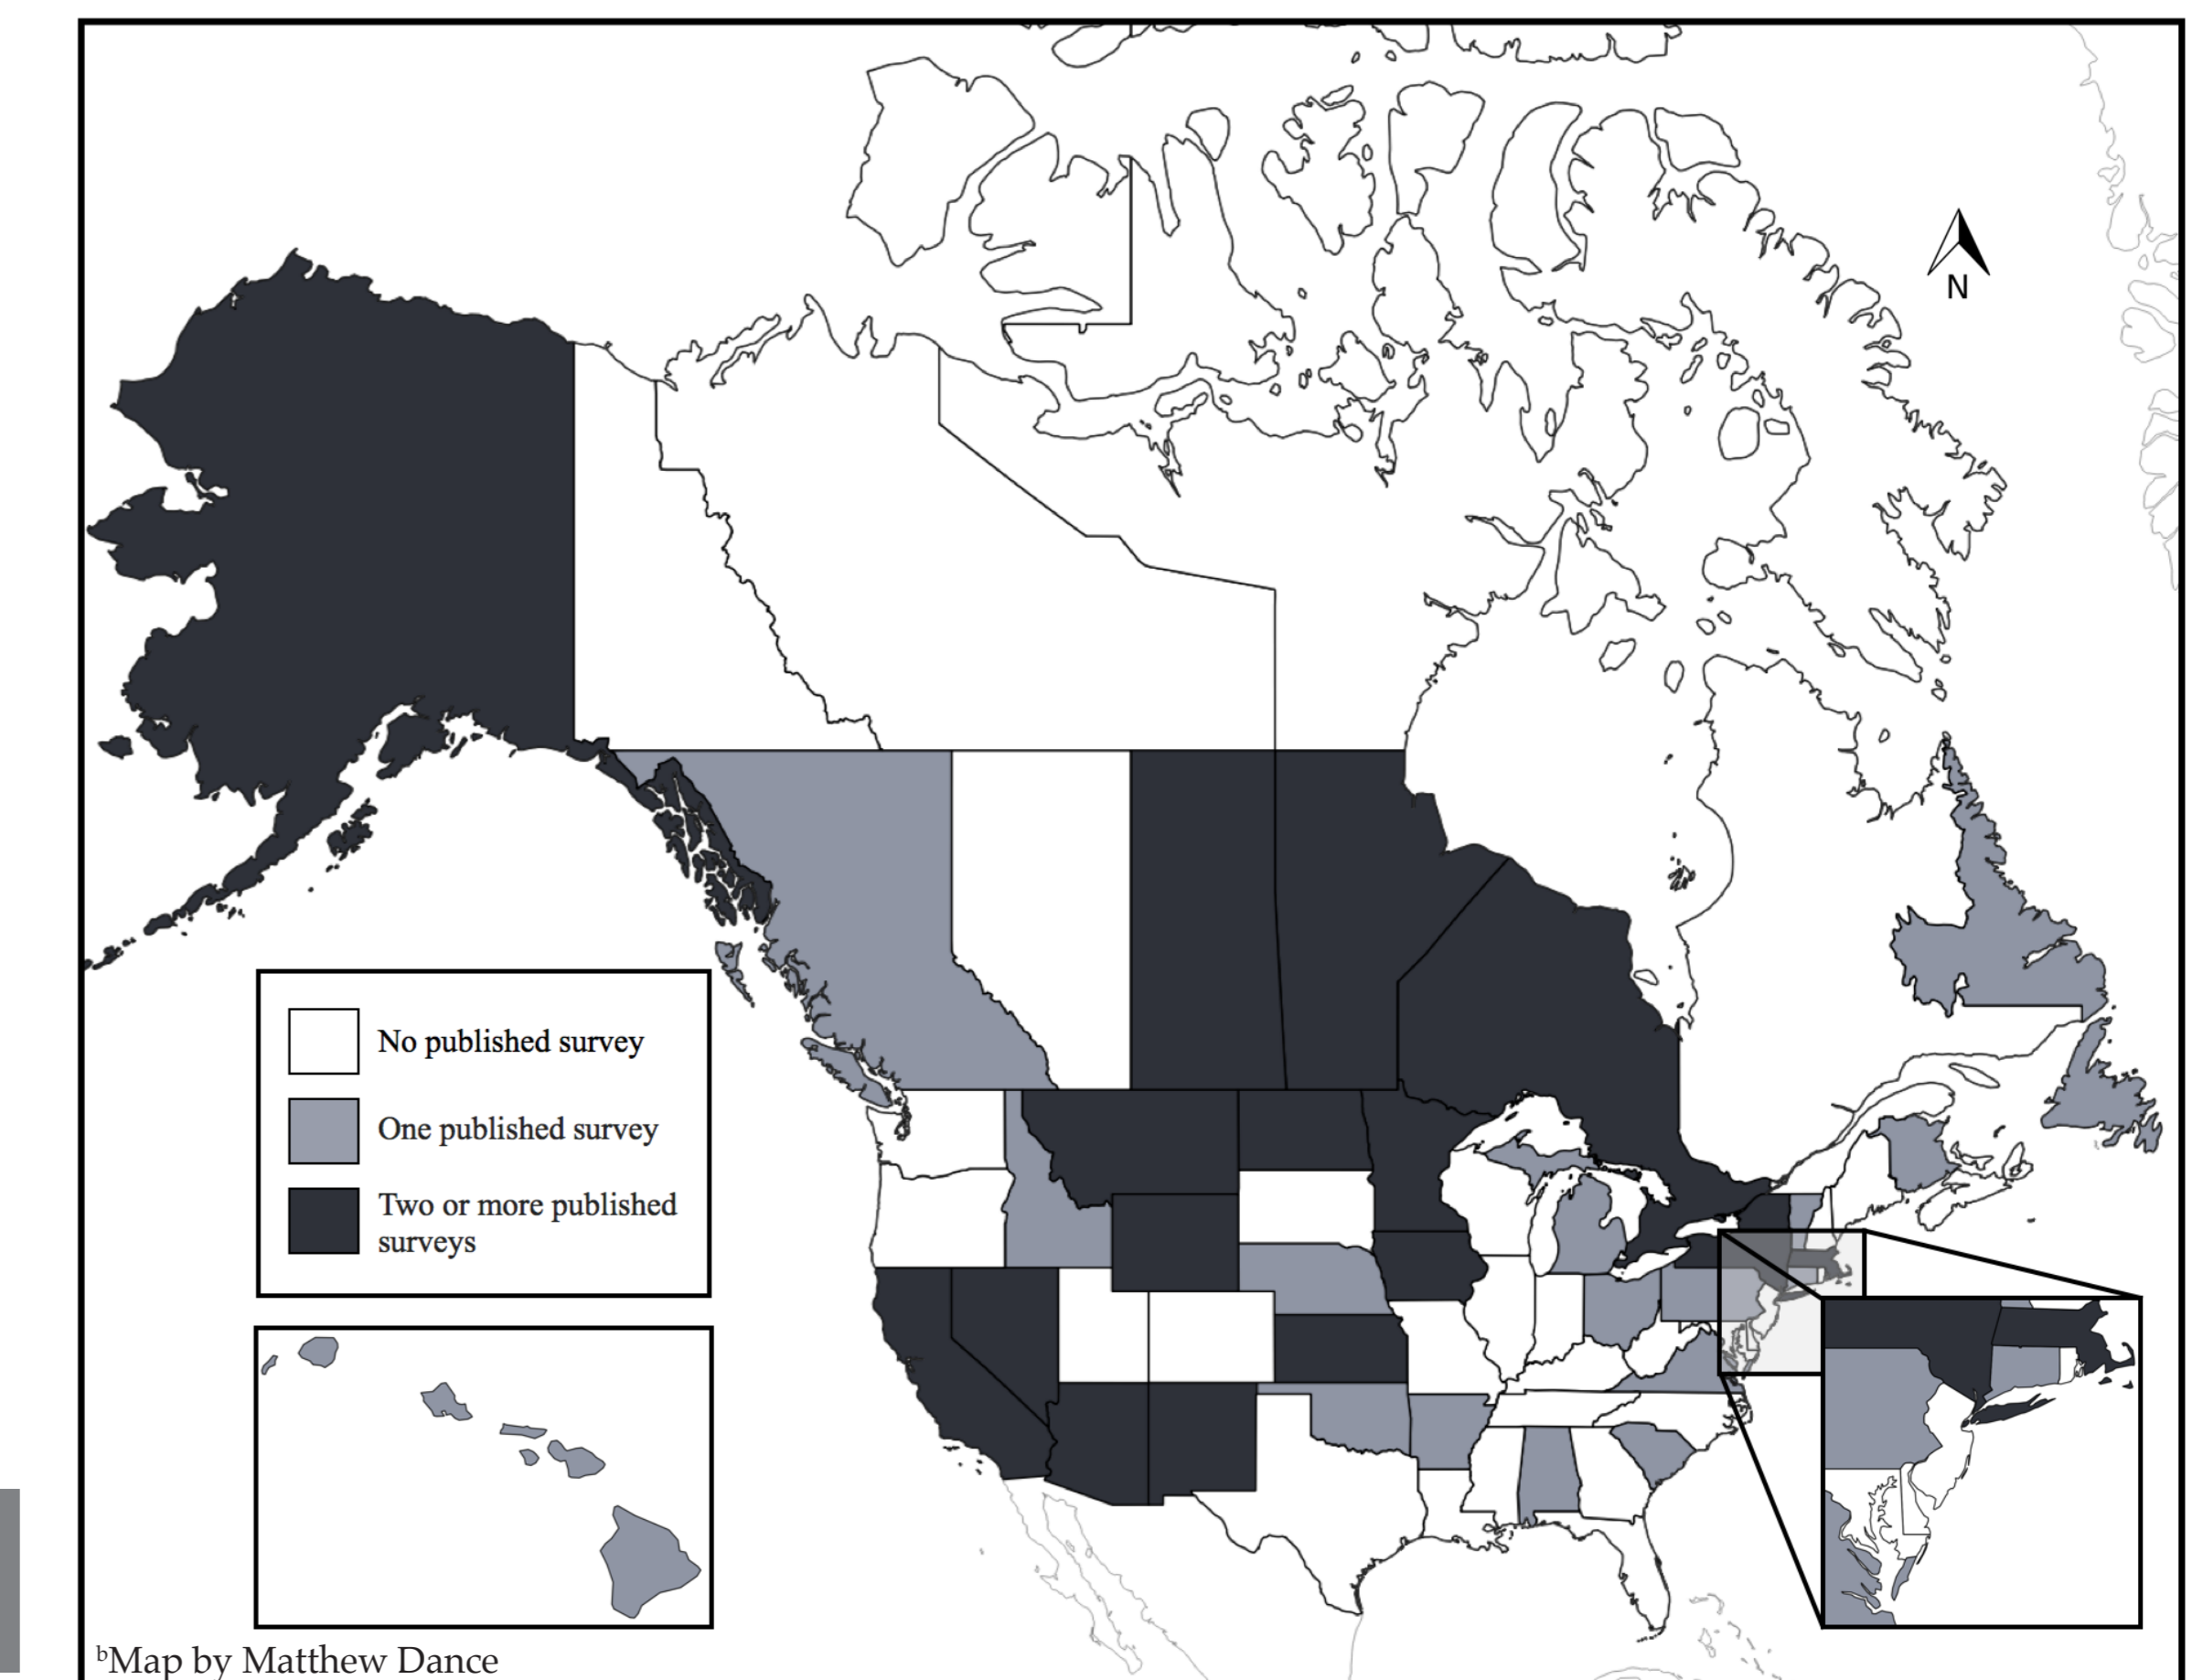 N
No published survey
One published survey
Two or more published
surveys
ᵇMap by Matthew Dance